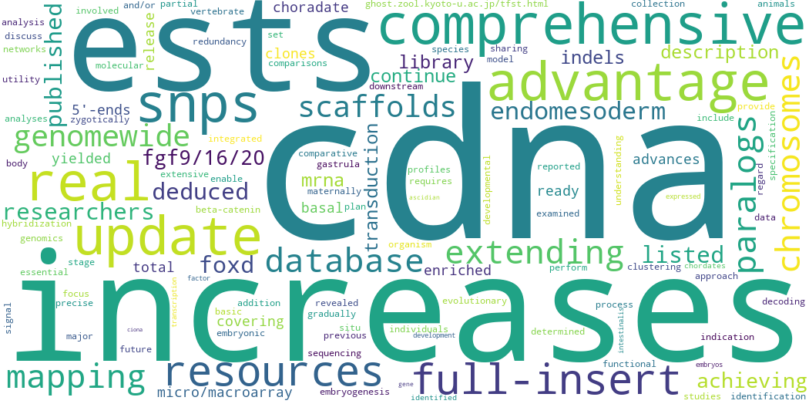 analysis and/or partial choradate ghost.zool.kyoto-u.ac.jp/tfst.html collection animals
involved vertebrate set comprehensive
discuss redundancy clones species sharing
networks release ests comparisons library model description
published molecular continue downstream indels
utility snps scaffolds advantage
analyses 5'-ends endomesoderm include provide
zygotically chromosomes
genomewide integrated cdna
body fgf9/16/20 comparative gastrula transduction profiles reported advances understanding paralogs specification
yielded extensive mrna maternally requires ready developmental
real enable deduced basal plan ascidian examined expressed regard
researchers beta-catenin organism data
hybridization update extending listed
genomics total foxd database enriched clustering chordates
stage perform approach
essential factor increases
focus addition revealed evolutionary process decoding
precise transcription basic covering gradually situ individuals determined intestinalis
signal major ciona embryonic previous development indication
future sequencing functional
mapping resources full-insert achieving
gene embryos
micro/macroarray embryogenesis identified studies identification